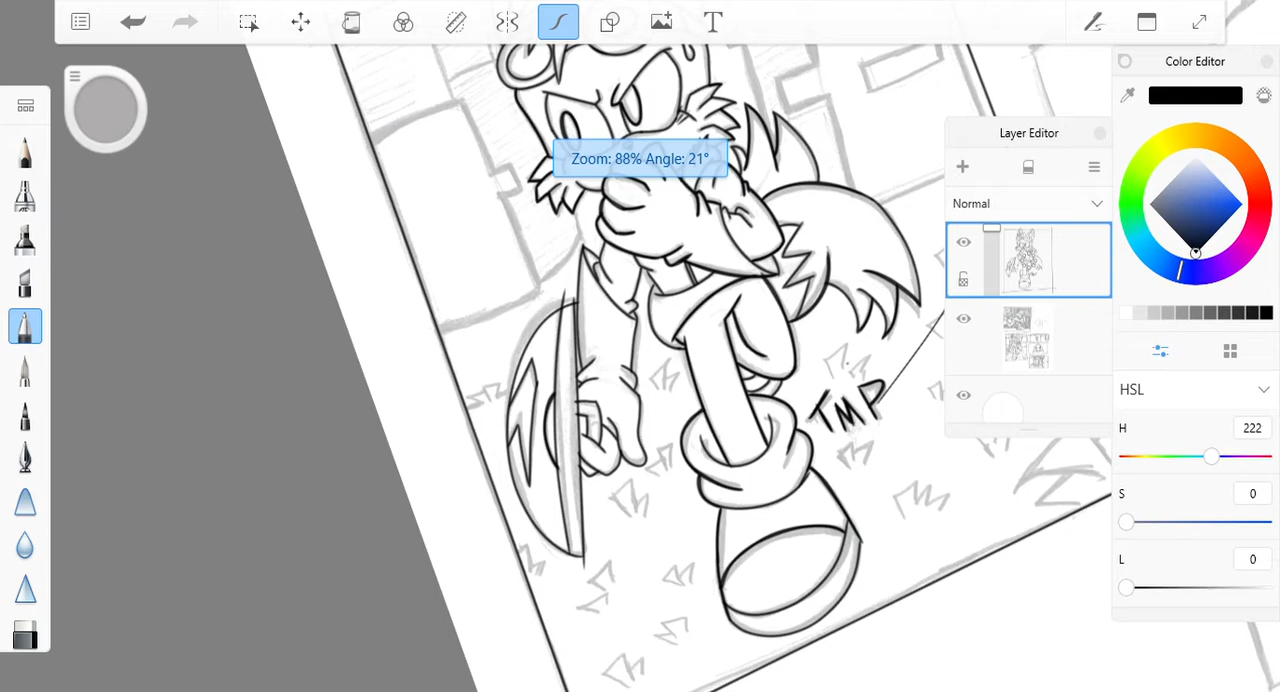 T
Color Editor
Layer Editor
Zoom: 88% Angle: 21°
Normal
HSL
H 222
TMP
S 0
L 0